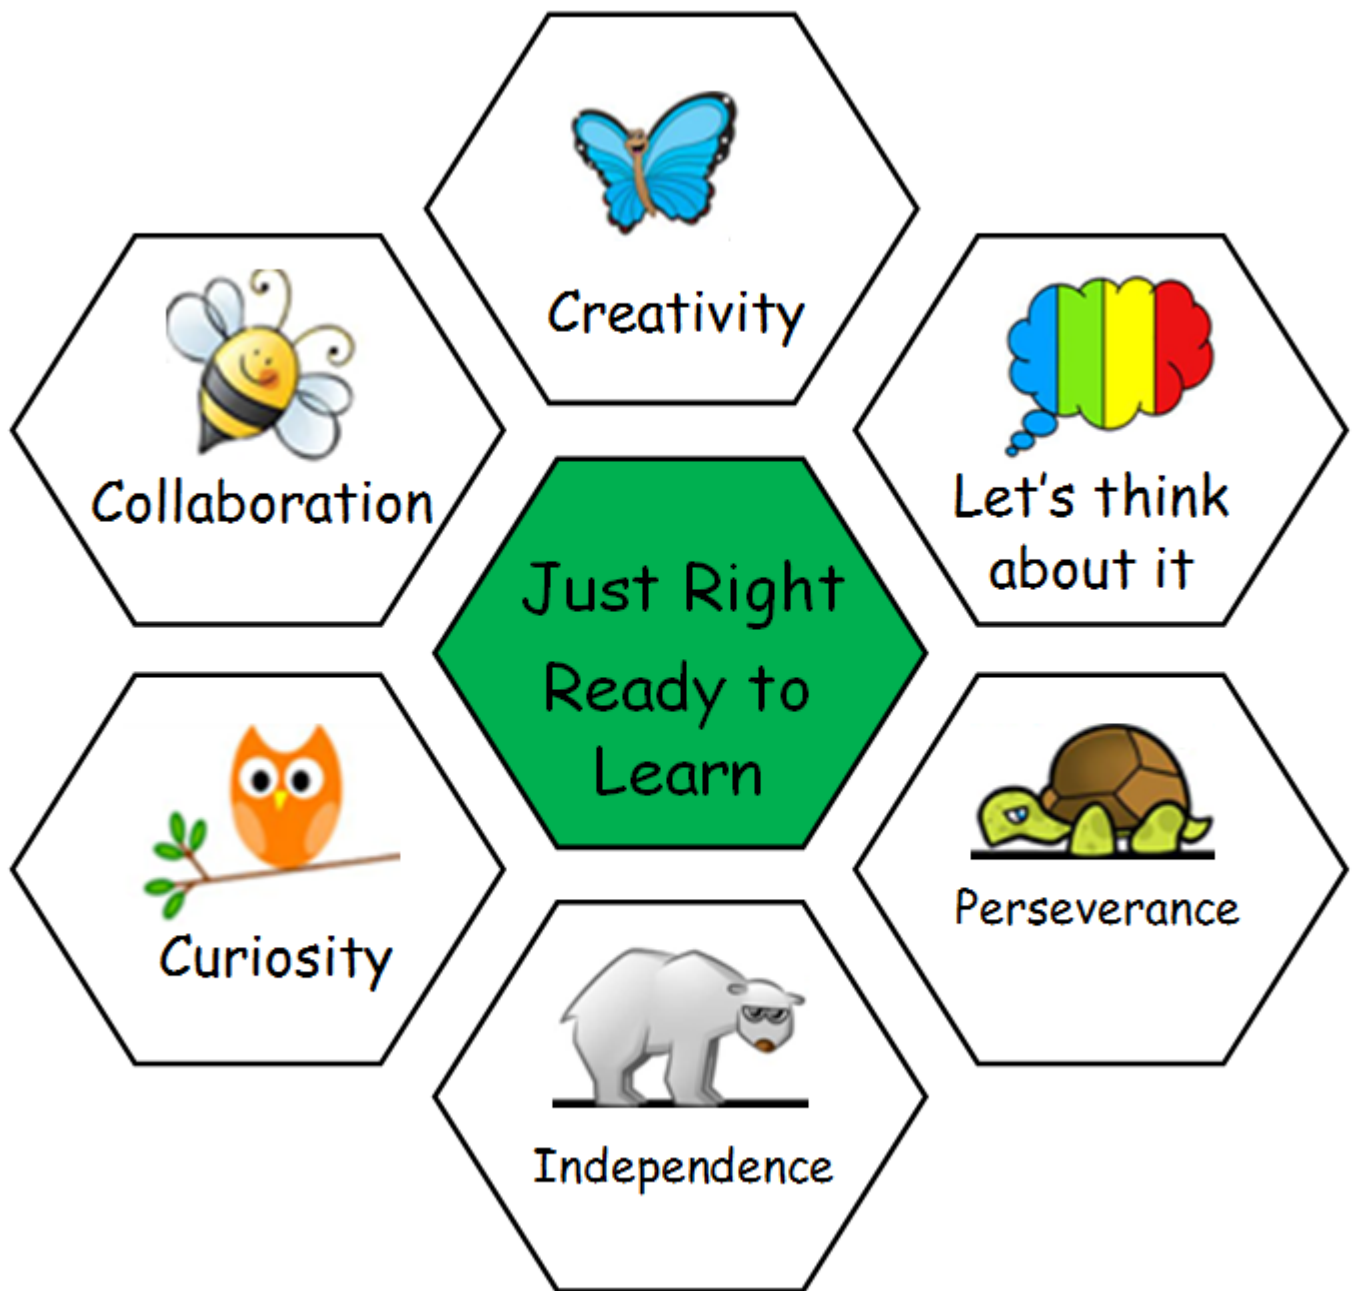 Creativity
Collaboration
Let's think
about it
Just Right
Ready to
Learn
Curiosity
Perseverance
Independence